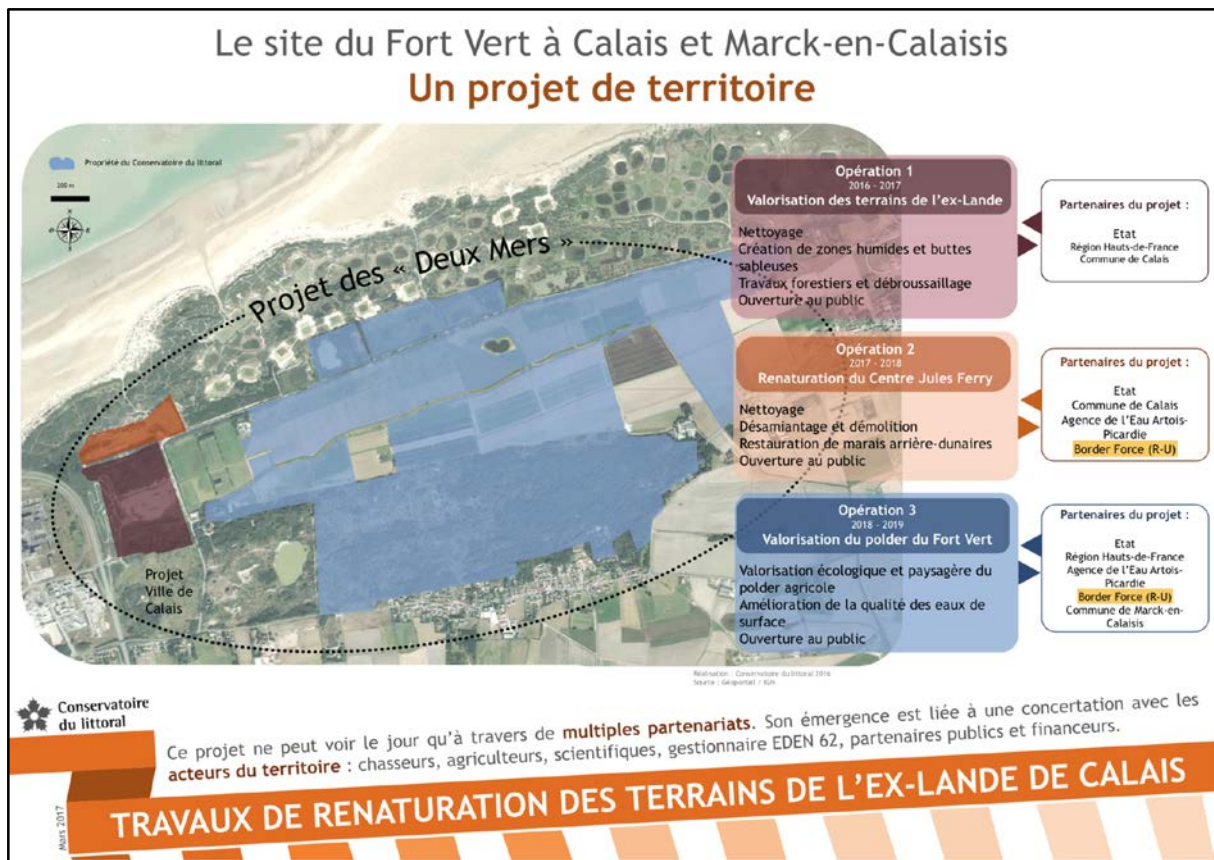 Le site du Fort Vert à Calais et Marck-en-Calaisis
Un projet de territoire
Propriété du Conservatoire du littoral
200 m
N
O
E
S
Projet des « Deux Mers »
Projet
Ville de
Calais
Opération 1
2016 - 2017
Valorisation des terrains de l'ex-Lande
Nettoyage
Création de zones humides et buttes
sableuses
Travaux forestiers et débroussaillage
Ouverture au public
Partenaires du projet :
Etat
Région Hauts-de-France
Commune de Calais
Opération 2
2017 - 2018
Renaturation du Centre Jules Ferry
Nettoyage
Désamiantage et démolition
Restauration de marais arrière-dunaires
Ouverture au public
Partenaires du projet :
Etat
Commune de Calais
Agence de l'Eau Artois-
Picardie
Border Force (R-U)
Opération 3
2018 - 2019
Valorisation du polder du Fort Vert
Valorisation écologique et paysagère du
polder agricole
Amélioration de la qualité des eaux de
surface
Ouverture au public
Partenaires du projet :
Etat
Région Hauts-de-France
Agence de l'Eau Artois-
Picardie
Border Force (R-U)
Commune de Marck-en-
Calaisis
Réalisation : Conservatoire du littoral 2016
Source : Géoportail / IGN
Conservatoire
du littoral
Ce projet ne peut voir le jour qu'à travers de multiples partenariats. Son émergence est liée à une concertation avec les
acteurs du territoire : chasseurs, agriculteurs, scientifiques, gestionnaire EDEN 62, partenaires publics et financeurs.
Mars 2017
TRAVAUX DE RENATURATION DES TERRAINS DE L'EX-LANDE DE CALAIS